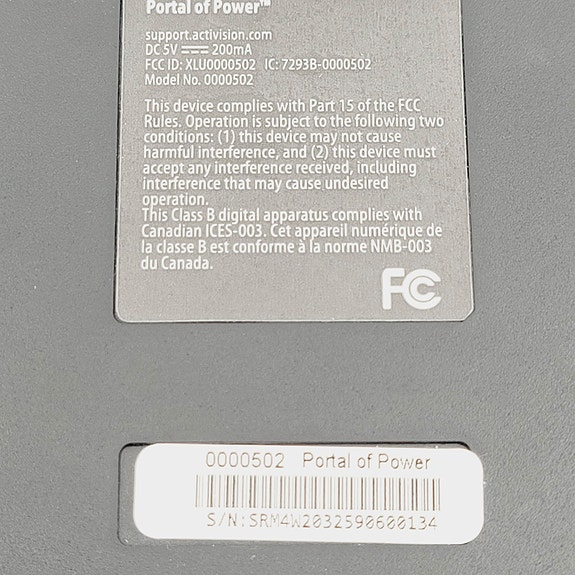 Portal of Power™
support.activision.com
DC 5V ⎓ 200mA
FCC ID: XLU0000502 IC: 7293B-0000502
Model No. 0000502
This device complies with Part 15 of the FCC
Rules. Operation is subject to the following two
conditions: (1) this device may not cause
harmful interference, and (2) this device must
accept any interference received, including
interference that may cause undesired
operation.
This Class B digital apparatus complies with
Canadian ICES-003. Cet appareil numérique de
la classe B est conforme à la norme NMB-003
du Canada.
FC
0000502 Portal of Power
S/N:SRM4W2032590600134